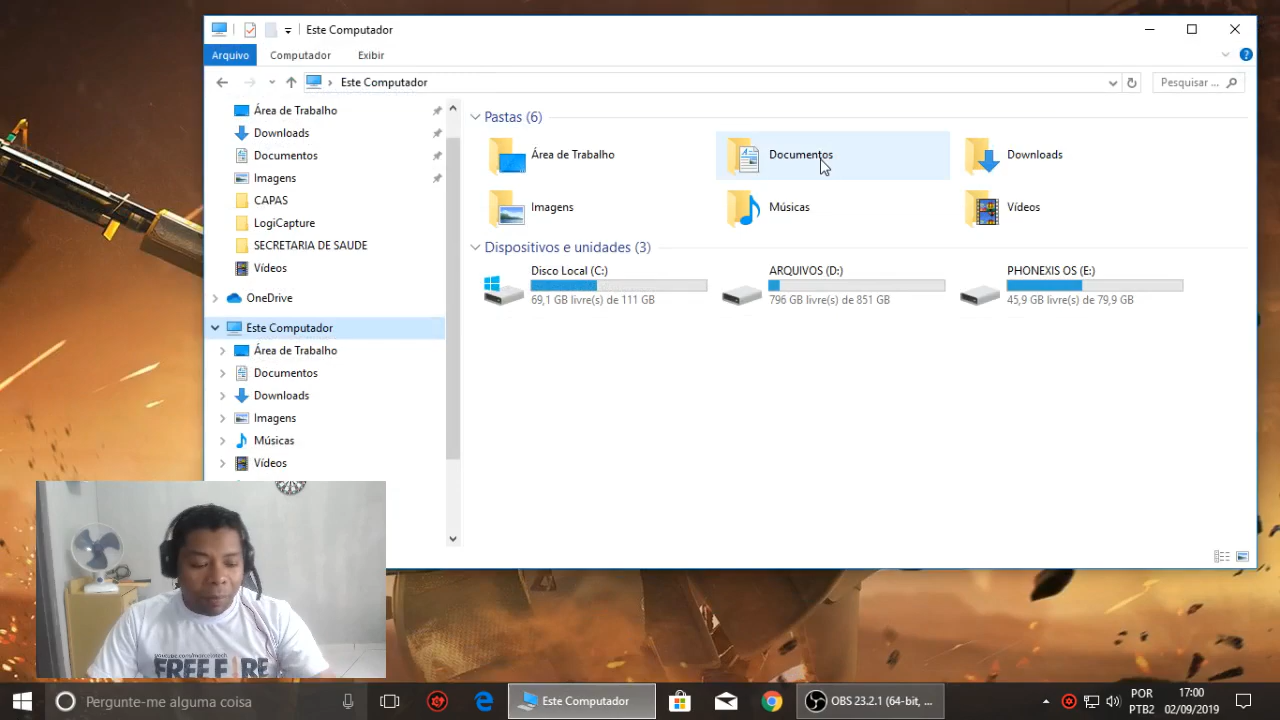 Este Computador
Arquivo Computador Exibir
Este Computador
Pesquisar ...
Área de Trabalho
Downloads
Documentos
Imagens
CAPAS
LogiCapture
SECRETARIA DE SAUDE
Vídeos
OneDrive
Este Computador
Área de Trabalho
Documentos
Downloads
Imagens
Músicas
Vídeos
Pastas (6)
Área de Trabalho
Documentos
Downloads
Imagens
Músicas
Vídeos
Dispositivos e unidades (3)
Disco Local (C:)
69,1 GB livre(s) de 111 GB
ARQUIVOS (D:)
796 GB livre(s) de 851 GB
PHONEXIS OS (E:)
45,9 GB livre(s) de 79,9 GB
FREE FIRE
Pergunte-me alguma coisa
Este Computador
OBS 23.2.1 (64-bit, ...
POR
PTB2
17:00
02/09/2019